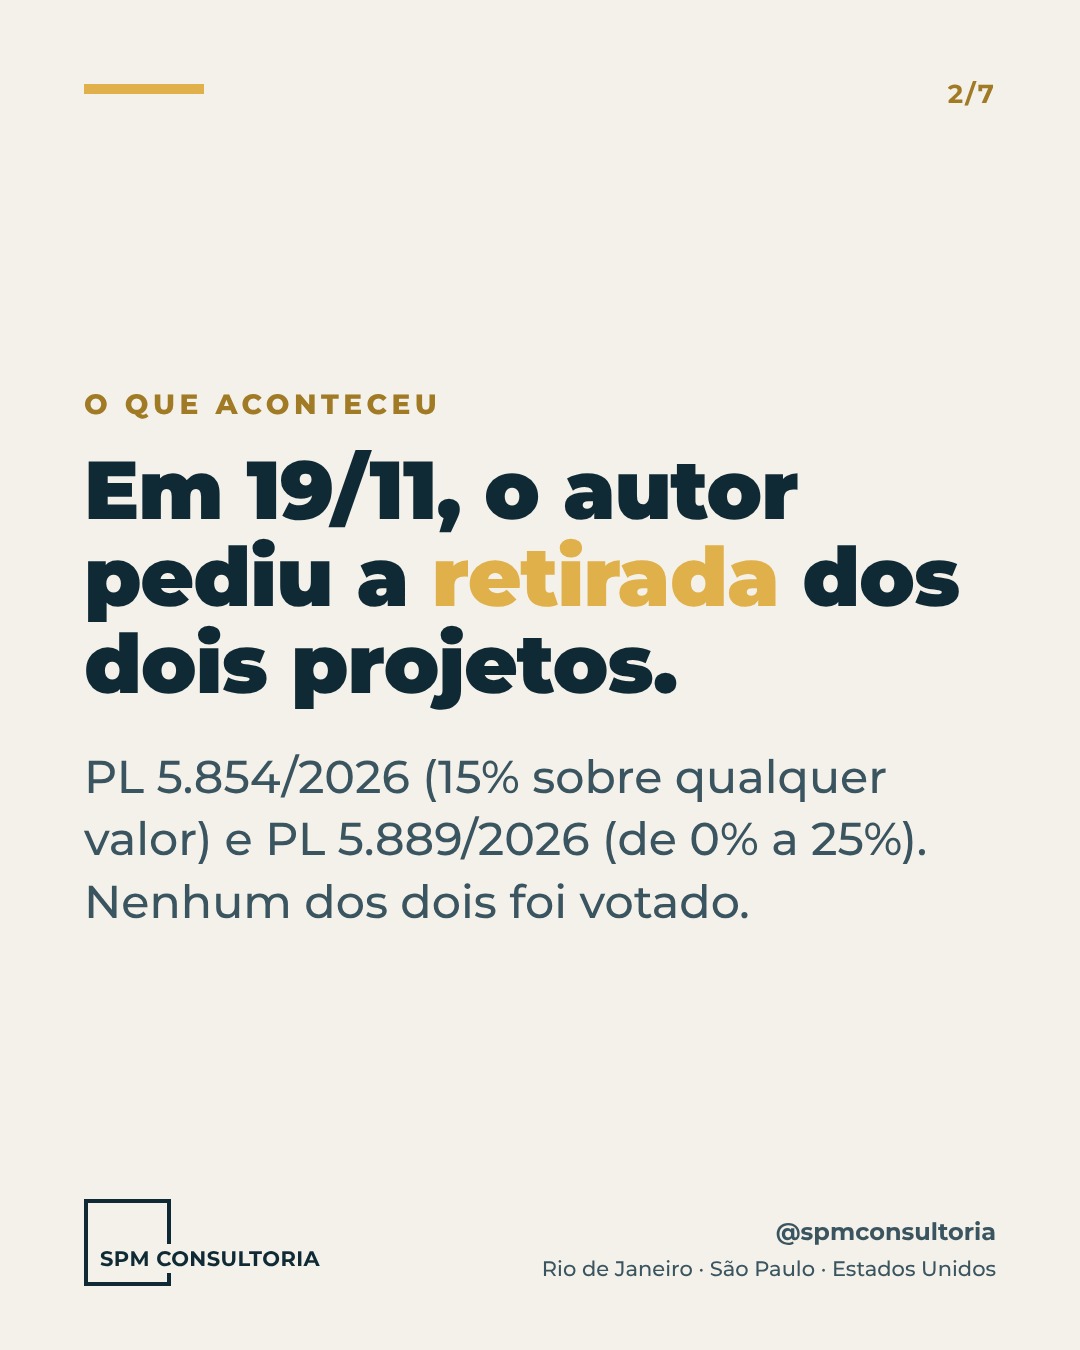 2/7
O QUE ACONTECEU
Em 19/11, o autor
pediu a retirada dos
dois projetos.
PL 5.854/2026 (15% sobre qualquer
valor) e PL 5.889/2026 (de 0% a 25%).
Nenhum dos dois foi votado.
SPM CONSULTORIA
@spmconsultoria
Rio de Janeiro · São Paulo · Estados Unidos